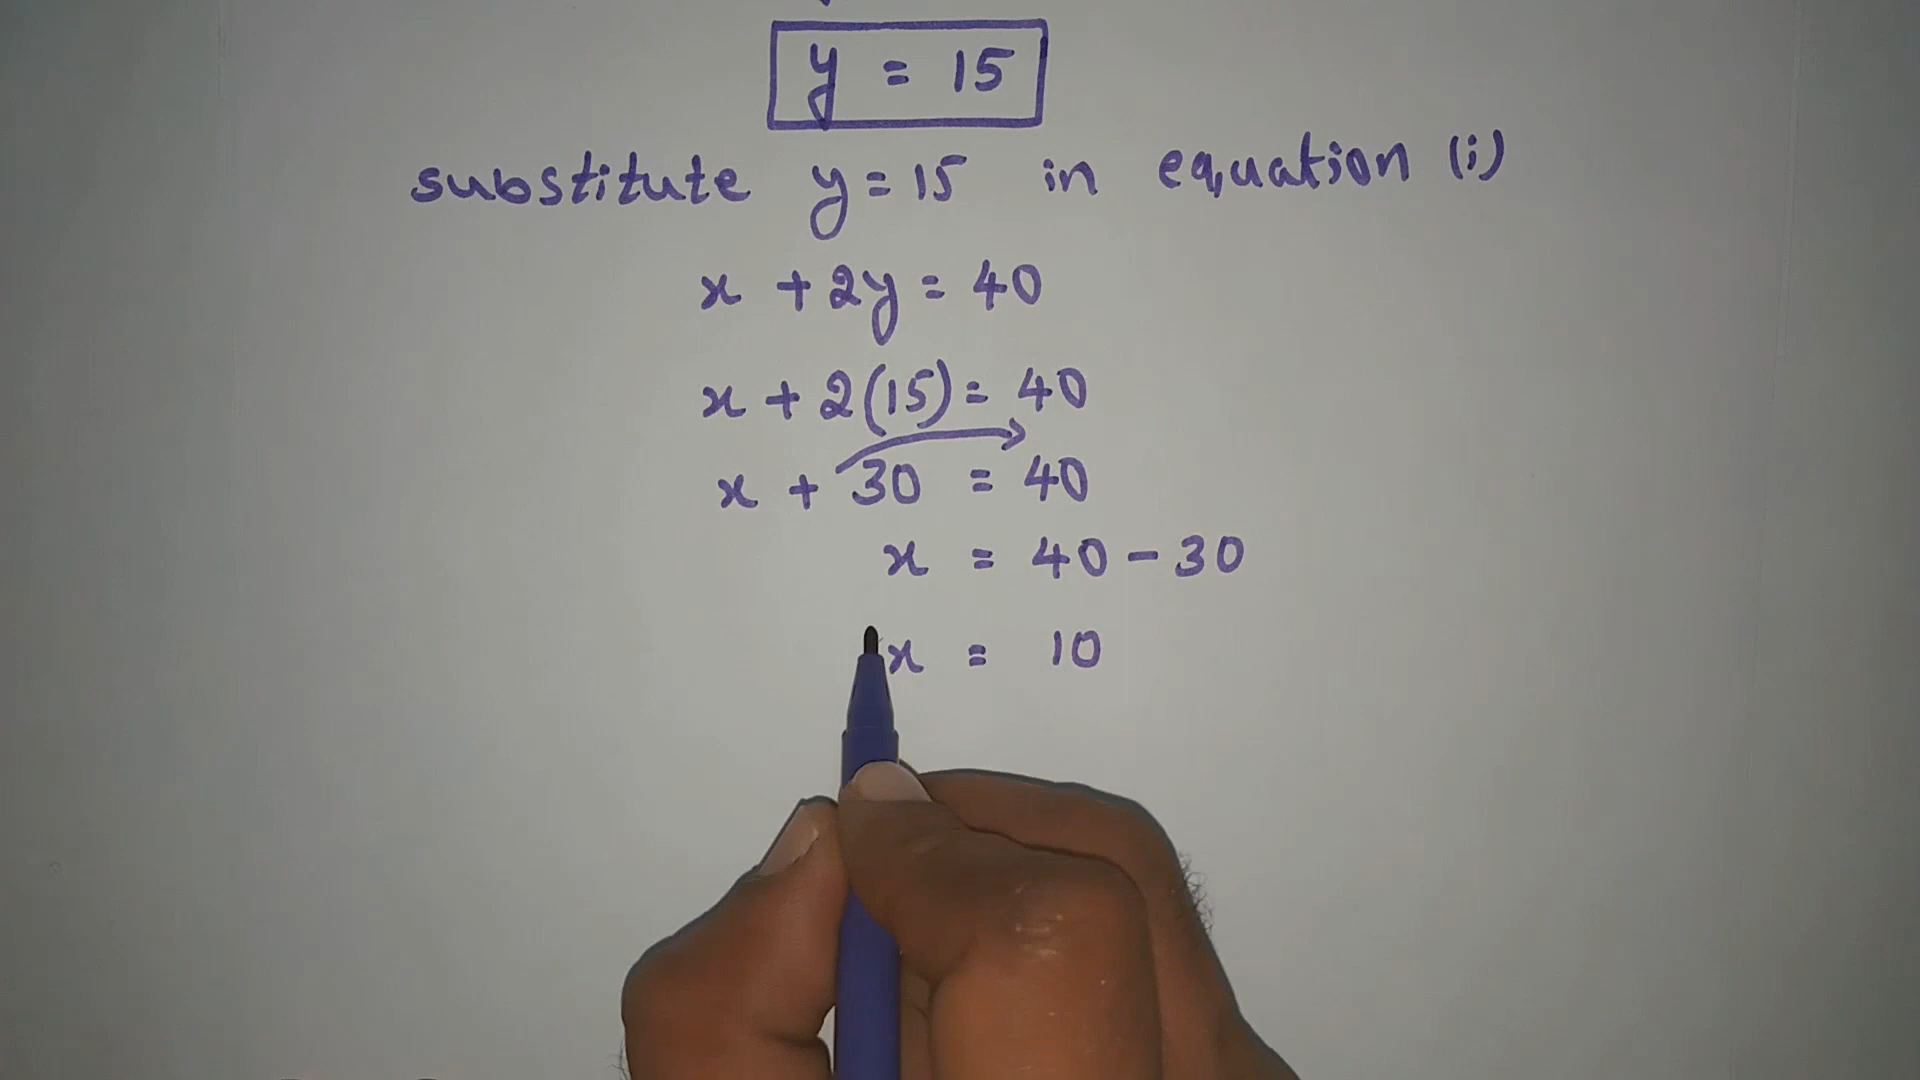 y = 15
substitute y = 15 in equation (i)
x + 2y = 40
x + 2(15) = 40
x + 30 = 40
x = 40 - 30
x = 10